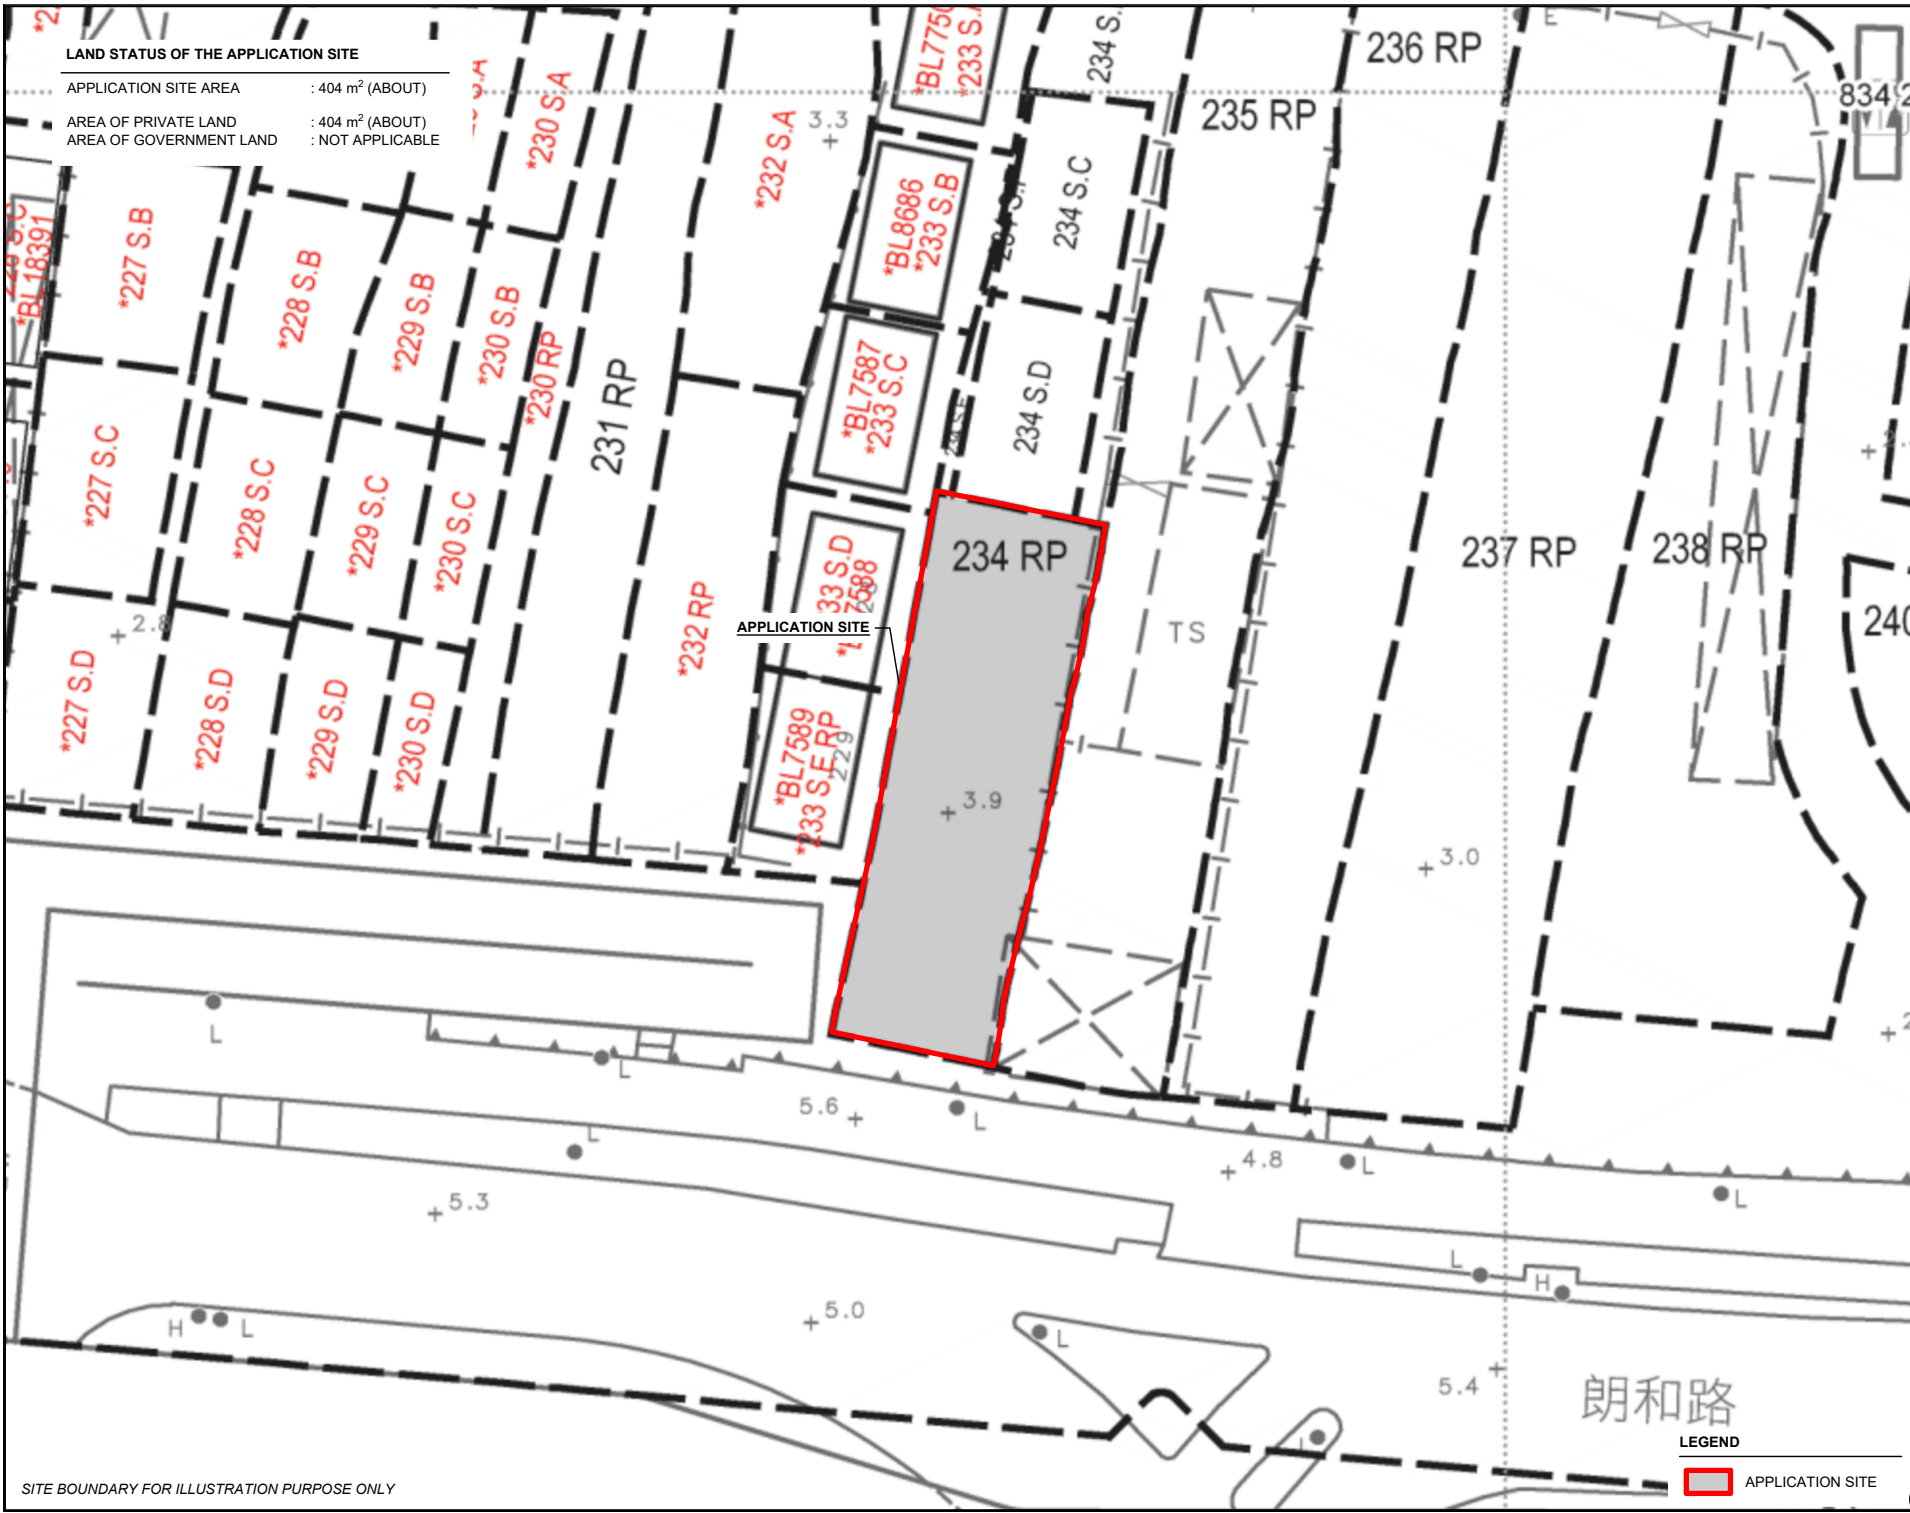 LAND STATUS OF THE APPLICATION SITE
APPLICATION SITE AREA : 404 m² (ABOUT)
AREA OF PRIVATE LAND : 404 m² (ABOUT)
AREA OF GOVERNMENT LAND : NOT APPLICABLE
*230 S.A
*232 S.A
3.3
*233 S.A
234 S.
235 RP
236 RP
E
834
*BL8686
*233 S.B
234 S.C
*227 S.B
*228 S.B
*229 S.B
*230 S.B
*230 RP
231 RP
*BL18391
*BL7587
*233 S.C
234 S.D
*227 S.C
*228 S.C
*229 S.C
*230 S.C
*232 RP
33 S.D
234 RP
237 RP
238 RP
TS
APPLICATION SITE
2.8
*227 S.D
*228 S.D
*229 S.D
*230 S.D
*BL7589
*233 S.E RP
229
3.9
3.0
L
L
5.6
L
L
4.8
L
L
5.3
L
H
5.0
H
L
L
5.4
朗和路
L
LEGEND
APPLICATION SITE
SITE BOUNDARY FOR ILLUSTRATION PURPOSE ONLY